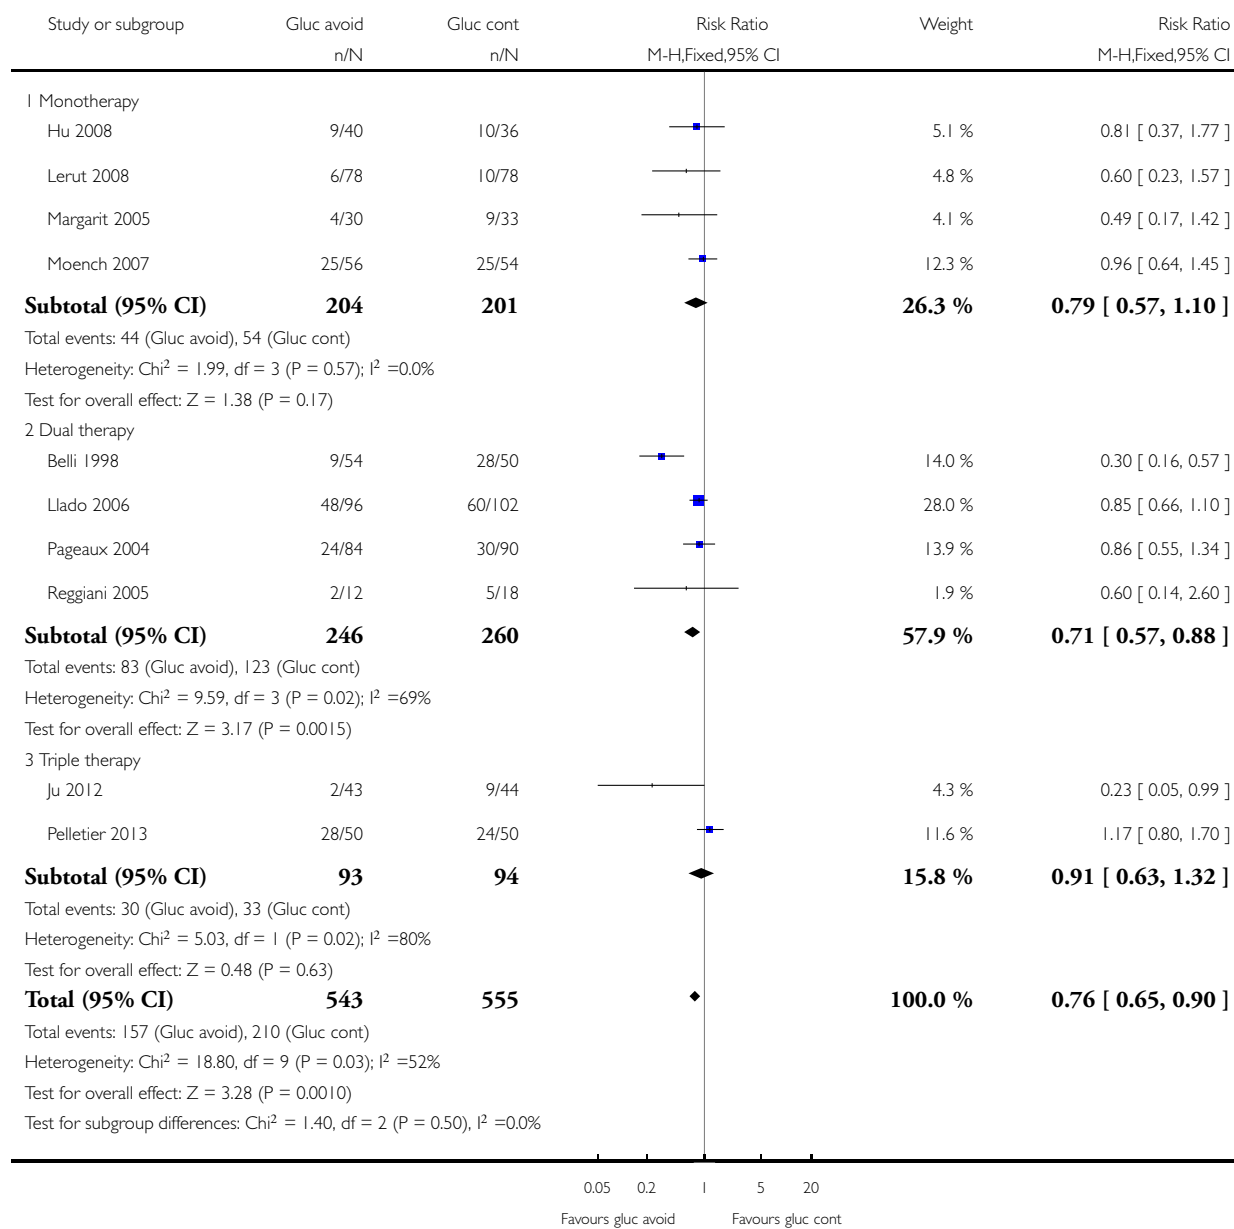 Study or subgroup Gluc avoid Gluc cont Risk Ratio Weight Risk Ratio
n/N n/N M-H,Fixed,95% CI M-H,Fixed,95% CI
1 Monotherapy
Hu 2008 9/40 10/36 5.1 % 0.81 [ 0.37, 1.77 ]
Lerut 2008 6/78 10/78 4.8 % 0.60 [ 0.23, 1.57 ]
Margarit 2005 4/30 9/33 4.1 % 0.49 [ 0.17, 1.42 ]
Moench 2007 25/56 25/54 12.3 % 0.96 [ 0.64, 1.45 ]
Subtotal (95% CI) 204 201 26.3 % 0.79 [ 0.57, 1.10 ]
Total events: 44 (Gluc avoid), 54 (Gluc cont)
Heterogeneity: Chi² = 1.99, df = 3 (P = 0.57); I² =0.0%
Test for overall effect: Z = 1.38 (P = 0.17)
2 Dual therapy
Belli 1998 9/54 28/50 14.0 % 0.30 [ 0.16, 0.57 ]
Llado 2006 48/96 60/102 28.0 % 0.85 [ 0.66, 1.10 ]
Pageaux 2004 24/84 30/90 13.9 % 0.86 [ 0.55, 1.34 ]
Reggiani 2005 2/12 5/18 1.9 % 0.60 [ 0.14, 2.60 ]
Subtotal (95% CI) 246 260 57.9 % 0.71 [ 0.57, 0.88 ]
Total events: 83 (Gluc avoid), 123 (Gluc cont)
Heterogeneity: Chi² = 9.59, df = 3 (P = 0.02); I² =69%
Test for overall effect: Z = 3.17 (P = 0.0015)
3 Triple therapy
Ju 2012 2/43 9/44 4.3 % 0.23 [ 0.05, 0.99 ]
Pelletier 2013 28/50 24/50 11.6 % 1.17 [ 0.80, 1.70 ]
Subtotal (95% CI) 93 94 15.8 % 0.91 [ 0.63, 1.32 ]
Total events: 30 (Gluc avoid), 33 (Gluc cont)
Heterogeneity: Chi² = 5.03, df = 1 (P = 0.02); I² =80%
Test for overall effect: Z = 0.48 (P = 0.63)
Total (95% CI) 543 555 100.0 % 0.76 [ 0.65, 0.90 ]
Total events: 157 (Gluc avoid), 210 (Gluc cont)
Heterogeneity: Chi² = 18.80, df = 9 (P = 0.03); I² =52%
Test for overall effect: Z = 3.28 (P = 0.0010)
Test for subgroup differences: Chi² = 1.40, df = 2 (P = 0.50), I² =0.0%
0.05 0.2 1 5 20
Favours gluc avoid Favours gluc cont